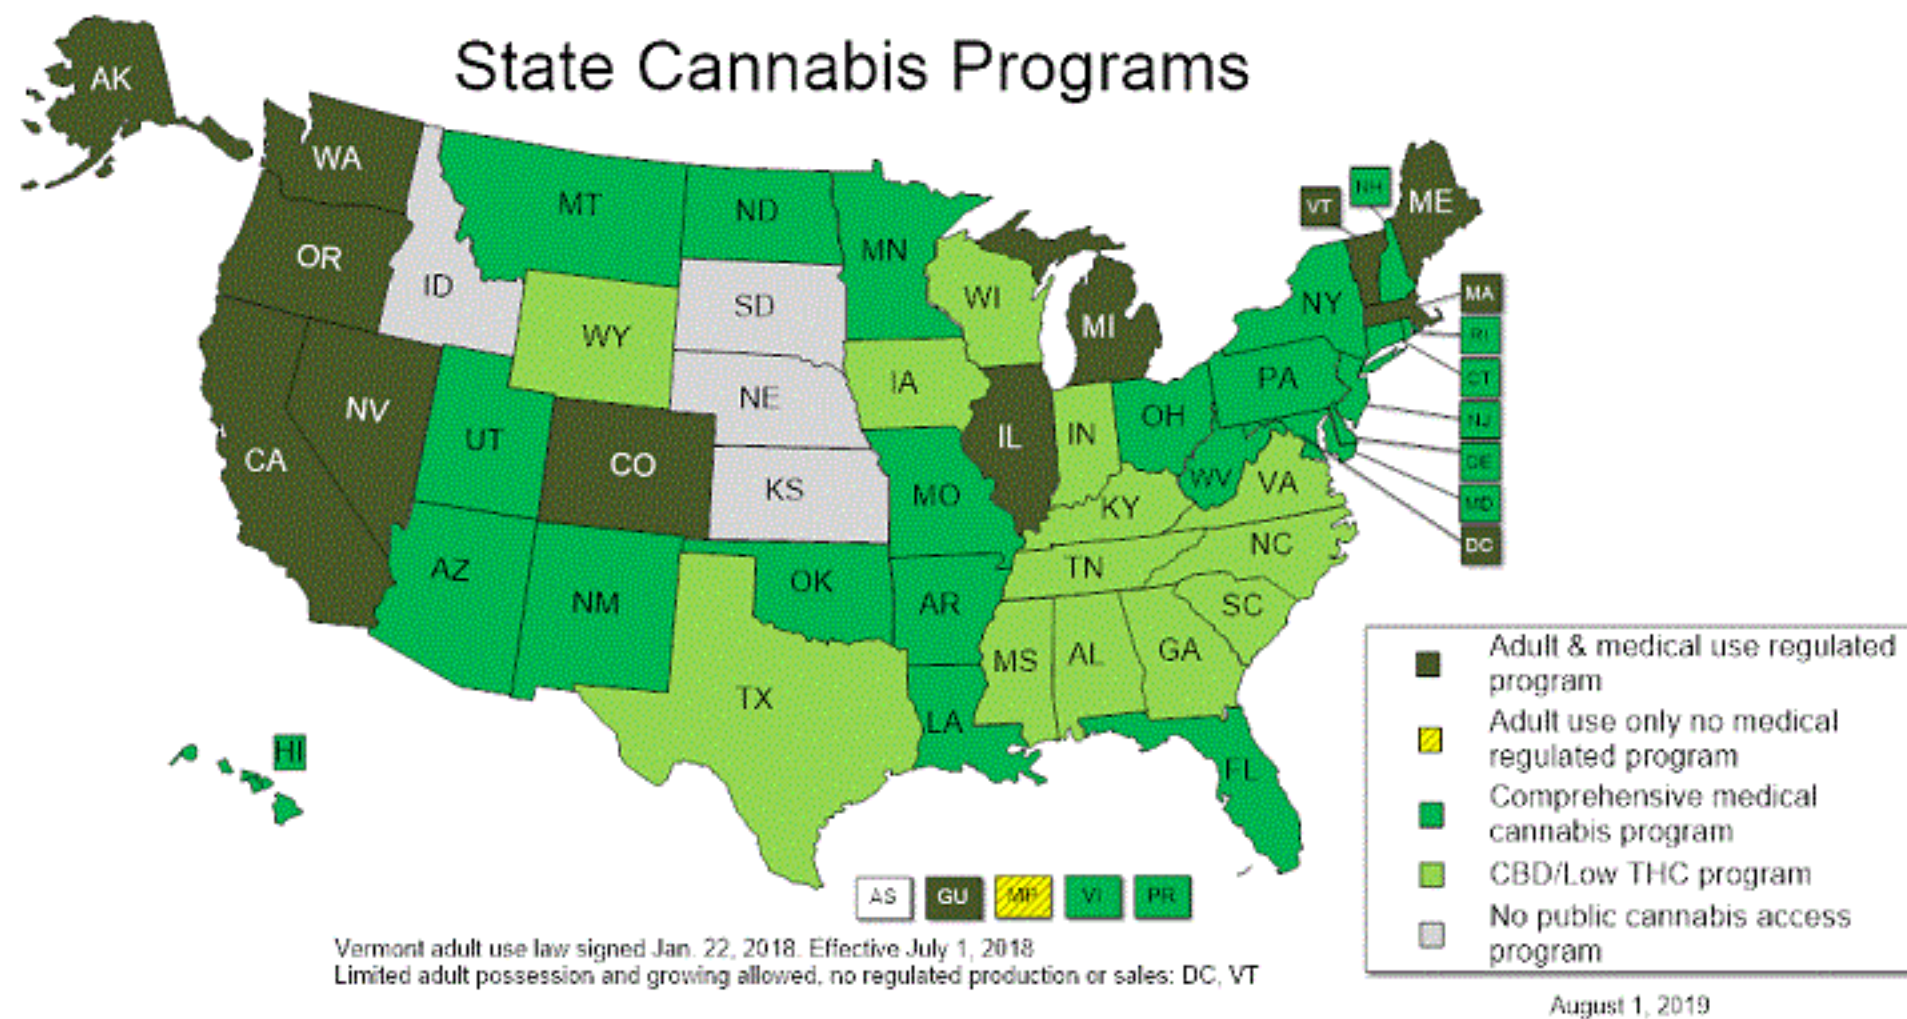 State Cannabis Programs
AK
WA
OR
ID
MT
ND
MN
WI
MI
VT
NH
ME
NY
MA
RI
CT
NJ
DE
MD
DC
SD
WY
NE
IA
IL
IN
OH
PA
NV
CA
UT
CO
KS
MO
KY
WV
VA
NC
TN
SC
AZ
NM
OK
AR
MS
AL
GA
TX
LA
FL
HI
AS
GU
MP
VI
PR
Adult & medical use regulated
program
Adult use only no medical
regulated program
Comprehensive medical
cannabis program
CBD/Low THC program
No public cannabis access
program
Vermont adult use law signed Jan. 22, 2018. Effective July 1, 2018
Limited adult possession and growing allowed, no regulated production or sales: DC, VT
August 1, 2019